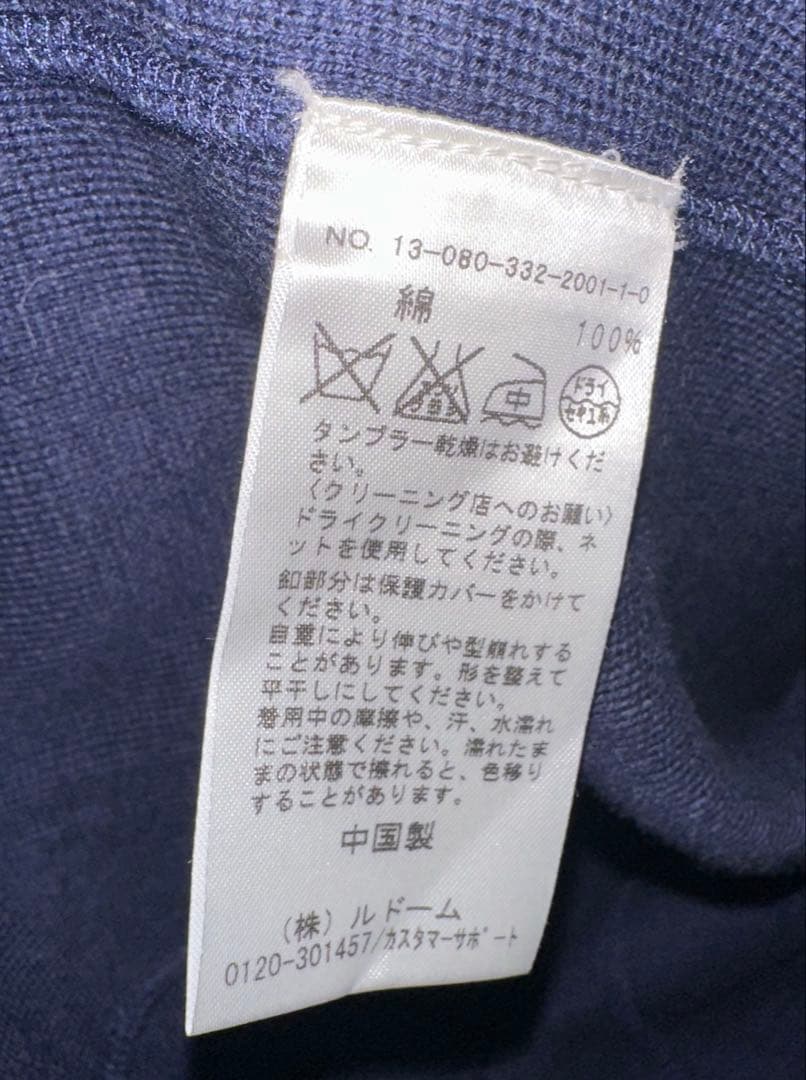 NO. 13-080-332-2001-1-0
綿 100%
エンソ
サラシ
中
ドライ
セキユ系
タンブラー乾燥はお避けくだ
さい。
〈クリーニング店へのお願い〉
ドライクリーニングの際、ネ
ットを使用してください。
釦部分は保護カバーをかけて
ください。
自重により伸びや型崩れする
ことがあります。形を整えて
平干しにしてください。
着用中の摩擦や、汗、水濡れ
にご注意ください。濡れたま
まの状態で擦れると、色移り
することがあります。
中国製
(株)ルドーム
0120-301457/カスタマーサポート